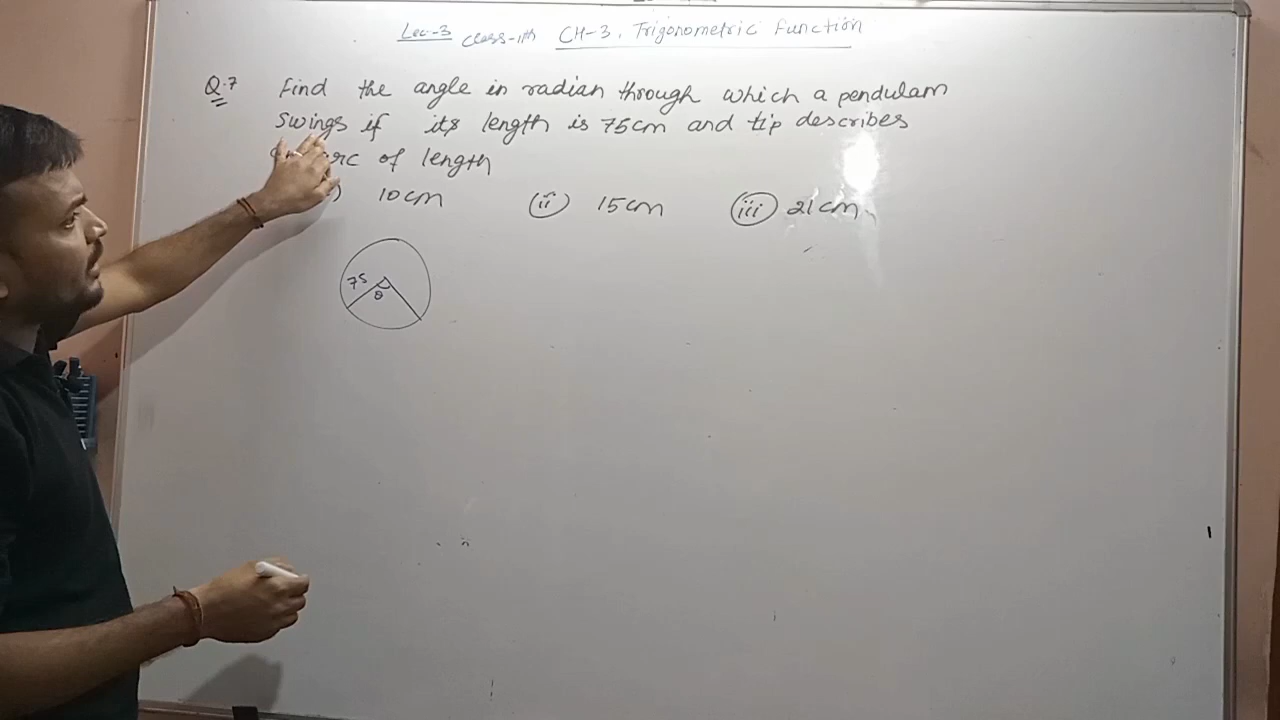 Lec-3 Class-11th CH-3. Trigonometric Function
Q.7 Find the angle in radian through which a pendulam
swings if its length is 75cm and tip describes
arc of length
10cm (ii) 15cm (iii) 21cm.
75
θ